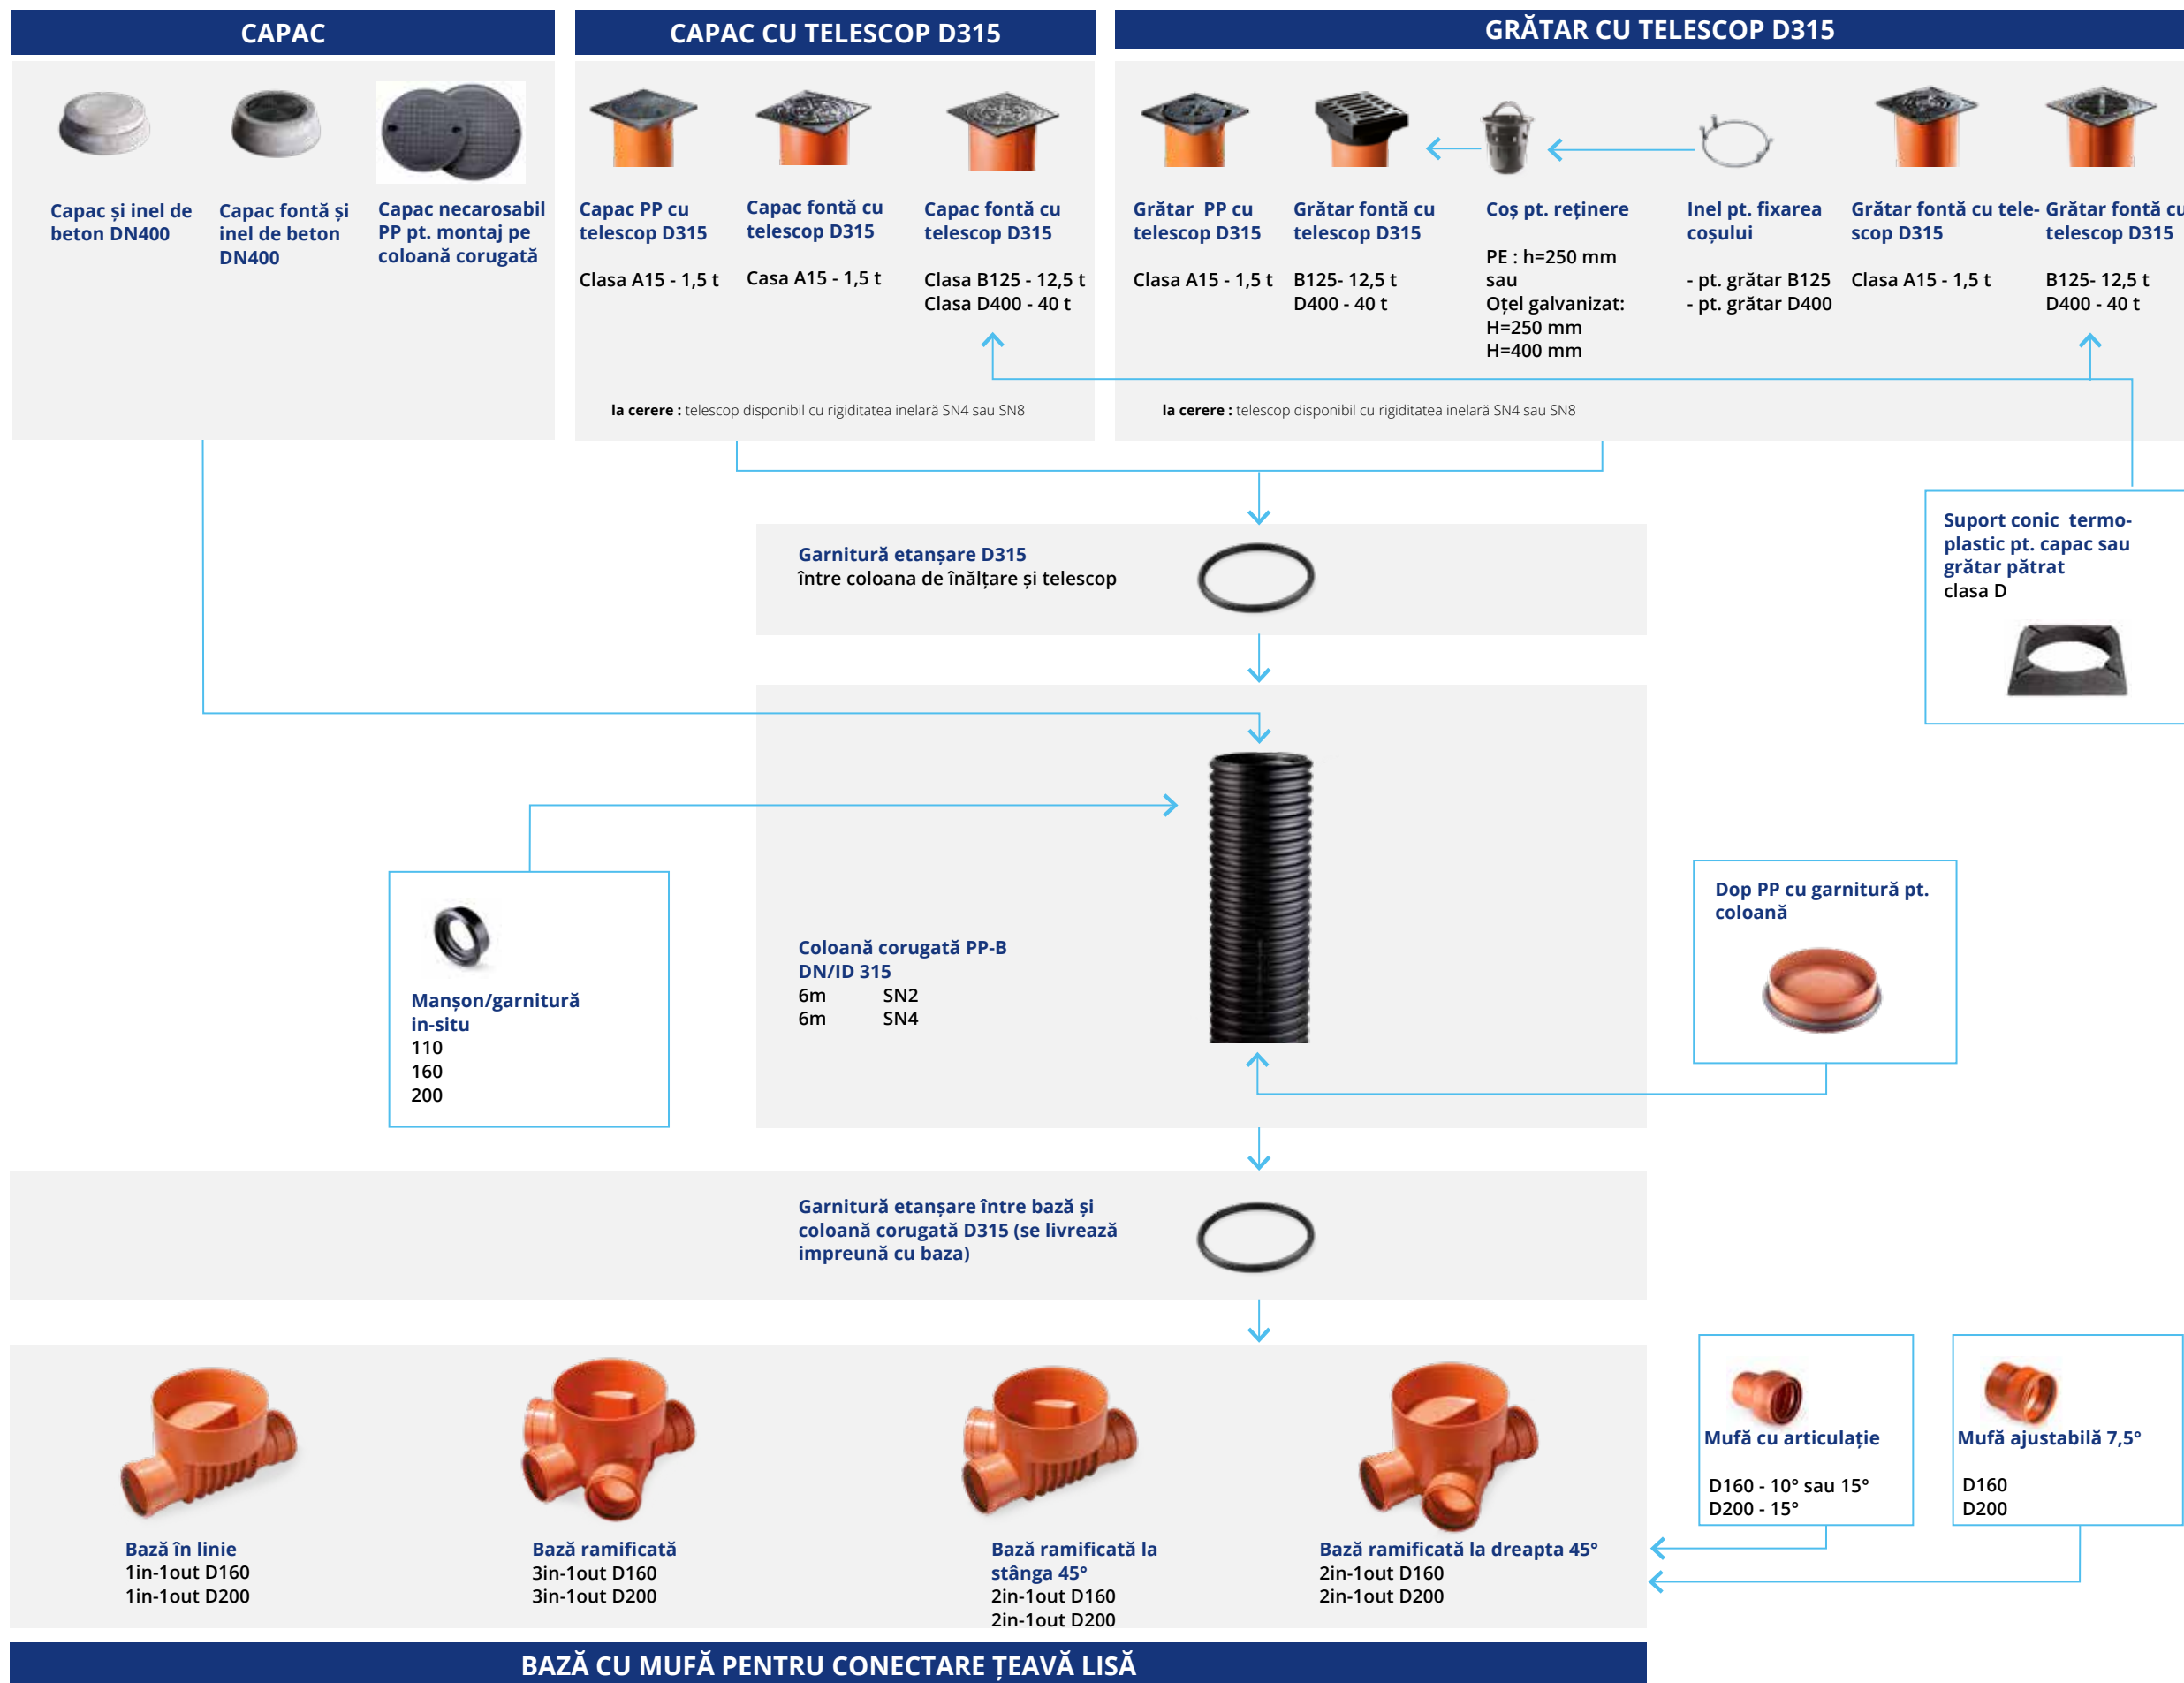 CAPAC
CAPAC CU TELESCOP D315
GRĂTAR CU TELESCOP D315
Capac și inel de
beton DN400
Capac fontă și
inel de beton
DN400
Capac necarosabil
PP pt. montaj pe
coloană corugată
Capac PP cu
telescop D315
Clasa A15 - 1,5 t
Capac fontă cu
telescop D315
Casa A15 - 1,5 t
Capac fontă cu
telescop D315
Clasa B125 - 12,5 t
Clasa D400 - 40 t
la cerere : telescop disponibil cu rigiditatea inelară SN4 sau SN8
Grătar PP cu
telescop D315
Clasa A15 - 1,5 t
Grătar fontă cu
telescop D315
B125- 12,5 t
D400 - 40 t
Coș pt. reținere
PE : h=250 mm
sau
Oțel galvanizat:
H=250 mm
H=400 mm
Inel pt. fixarea
coșului
- pt. grătar B125
- pt. grătar D400
Grătar fontă cu tele-
scop D315
Clasa A15 - 1,5 t
Grătar fontă cu
telescop D315
B125- 12,5 t
D400 - 40 t
la cerere : telescop disponibil cu rigiditatea inelară SN4 sau SN8
Garnitură etanșare D315
între coloana de înălțare și telescop
Suport conic termo-
plastic pt. capac sau
grătar pătrat
clasa D
Manșon/garnitură
in-situ
110
160
200
Coloană corugată PP-B
DN/ID 315
6m SN2
6m SN4
Dop PP cu garnitură pt.
coloană
Garnitură etanșare între bază și
coloană corugată D315 (se livrează
impreună cu baza)
Bază în linie
1in-1out D160
1in-1out D200
Bază ramificată
3in-1out D160
3in-1out D200
Bază ramificată la
stânga 45°
2in-1out D160
2in-1out D200
Bază ramificată la dreapta 45°
2in-1out D160
2in-1out D200
Mufă cu articulație
D160 - 10° sau 15°
D200 - 15°
Mufă ajustabilă 7,5°
D160
D200
BAZĂ CU MUFĂ PENTRU CONECTARE ȚEAVĂ LISĂ